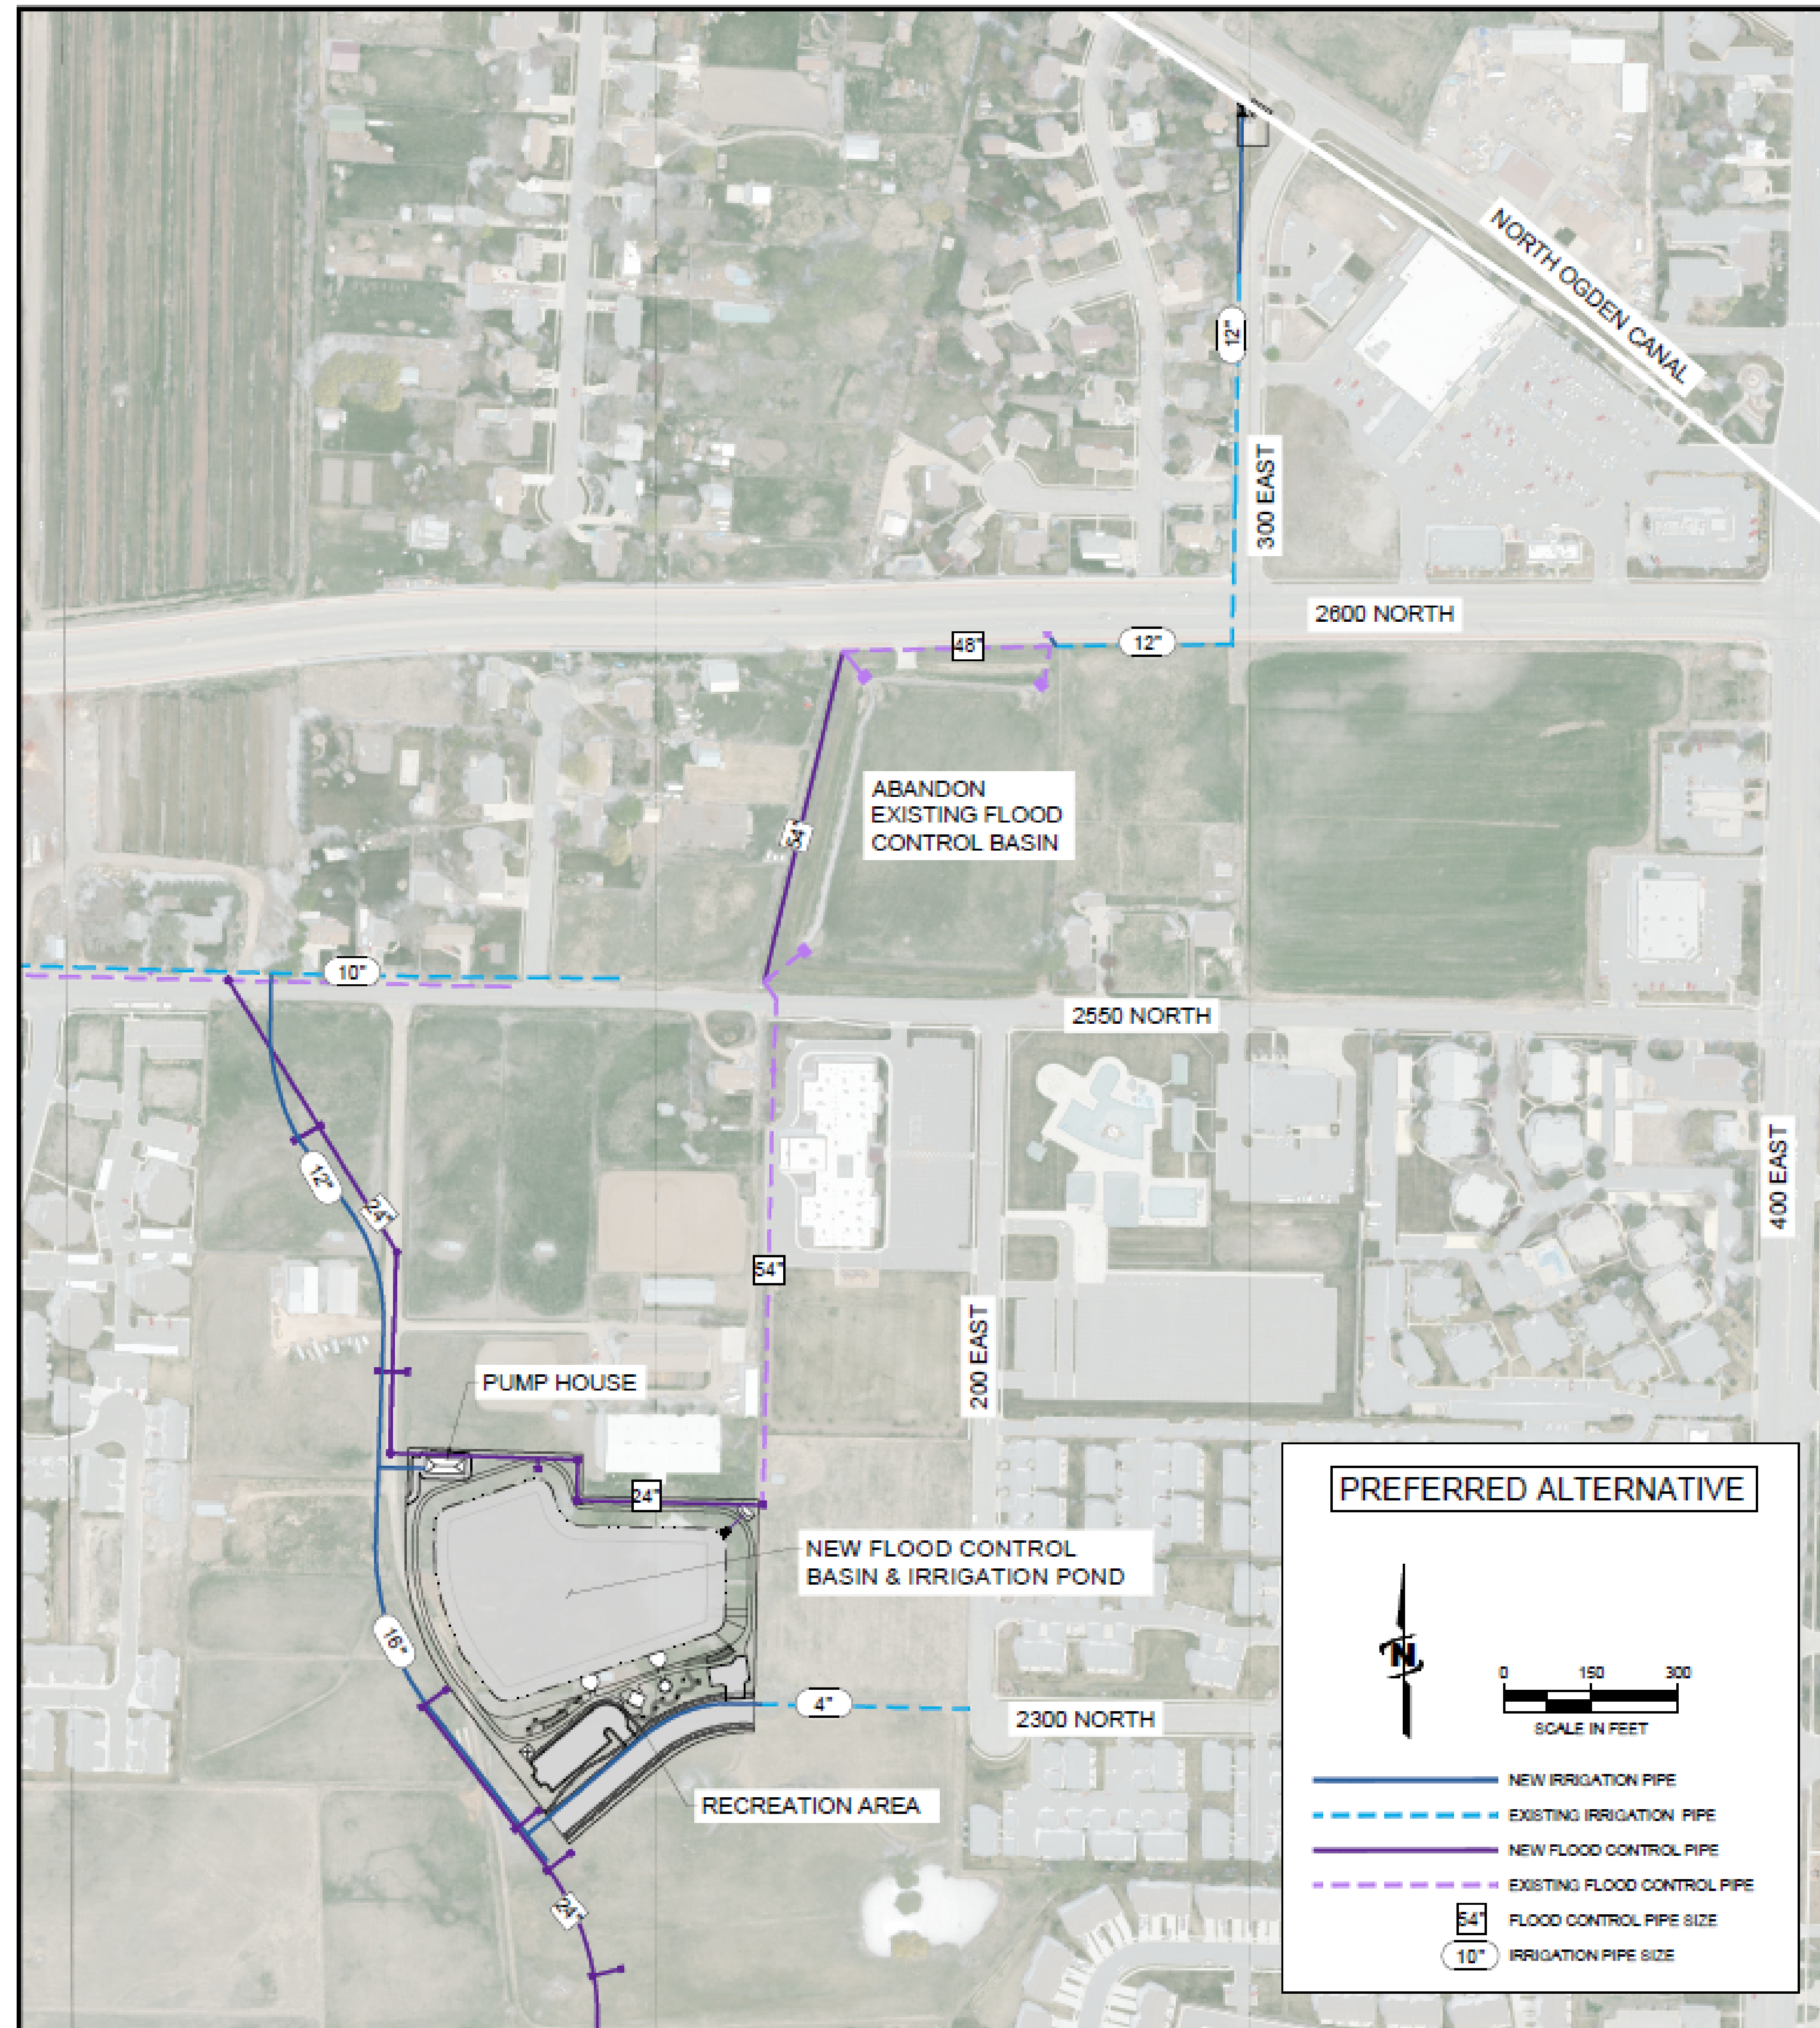 NORTH OGDEN CANAL
12"
300 EAST
2600 NORTH
48"
12"
ABANDON
EXISTING FLOOD
CONTROL BASIN
54"
10"
2550 NORTH
12"
24"
400 EAST
54"
200 EAST
PUMP HOUSE
24"
NEW FLOOD CONTROL
BASIN & IRRIGATION POND
16"
4"
2300 NORTH
RECREATION AREA
24"
PREFERRED ALTERNATIVE
N
0 150 300
SCALE IN FEET
NEW IRRIGATION PIPE
EXISTING IRRIGATION PIPE
NEW FLOOD CONTROL PIPE
EXISTING FLOOD CONTROL PIPE
54" FLOOD CONTROL PIPE SIZE
10" IRRIGATION PIPE SIZE